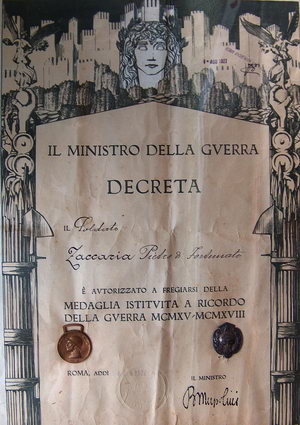 IL MINISTRO DELLA GVERRA
DECRETA
IL Soldato
Zaccaria Pietro di Fortunato
È AVTORIZZATO A FREGIARSI DELLA
MEDAGLIA ISTITVITA A RICORDO
DELLA GVERRA MCMXV-MCMXVIII
ROMA, ADDÌ
IL MINISTRO